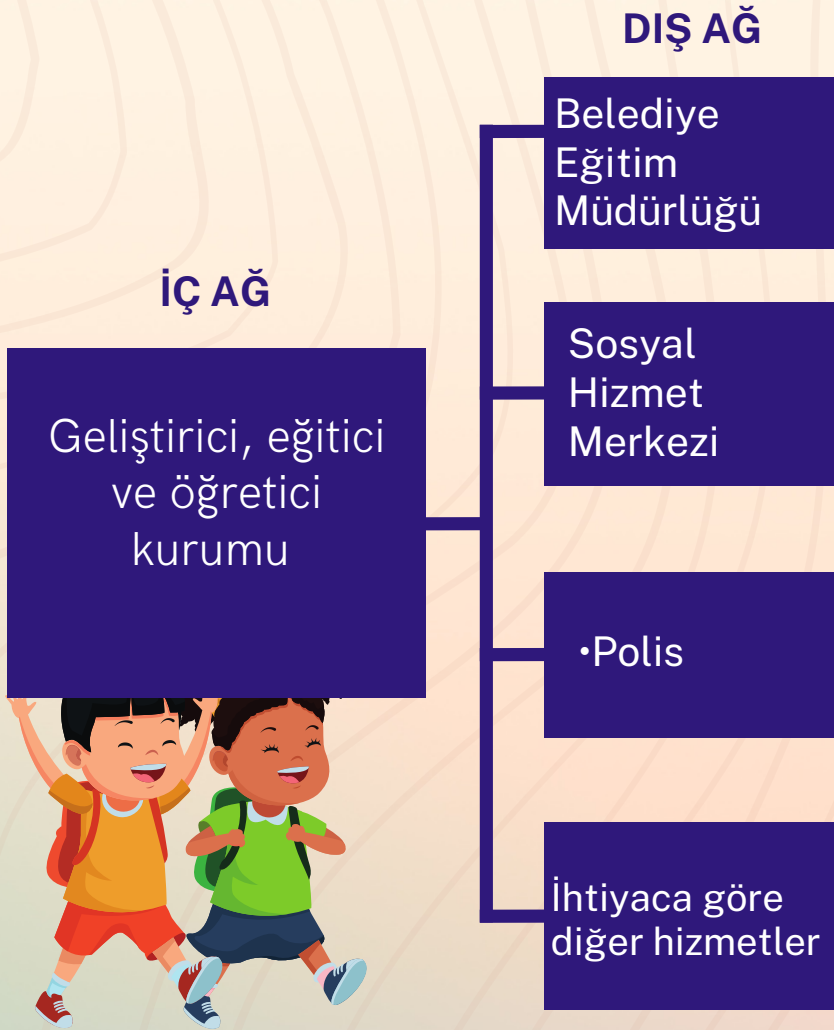 İÇ AĞ
Geliştirici, eğitici
ve öğretici
kurumu
DIŞ AĞ
Belediye
Eğitim
Müdürlüğü
Sosyal
Hizmet
Merkezi
•Polis
İhtiyaca göre
diğer hizmetler